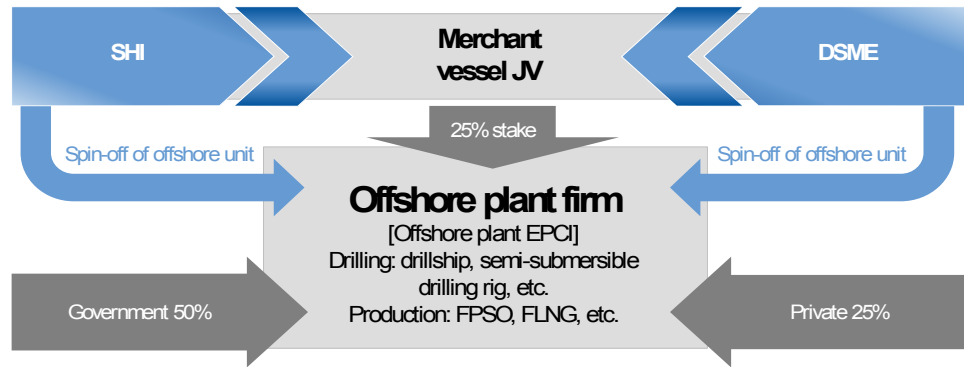 SHI
Merchant
vessel JV
DSME
25% stake
Spin-off of offshore unit
Spin-off of offshore unit
Offshore plant firm
[Offshore plant EPCI]
Drilling: drillship, semi-submersible
drilling rig, etc.
Production: FPSO, FLNG, etc.
Government 50%
Private 25%